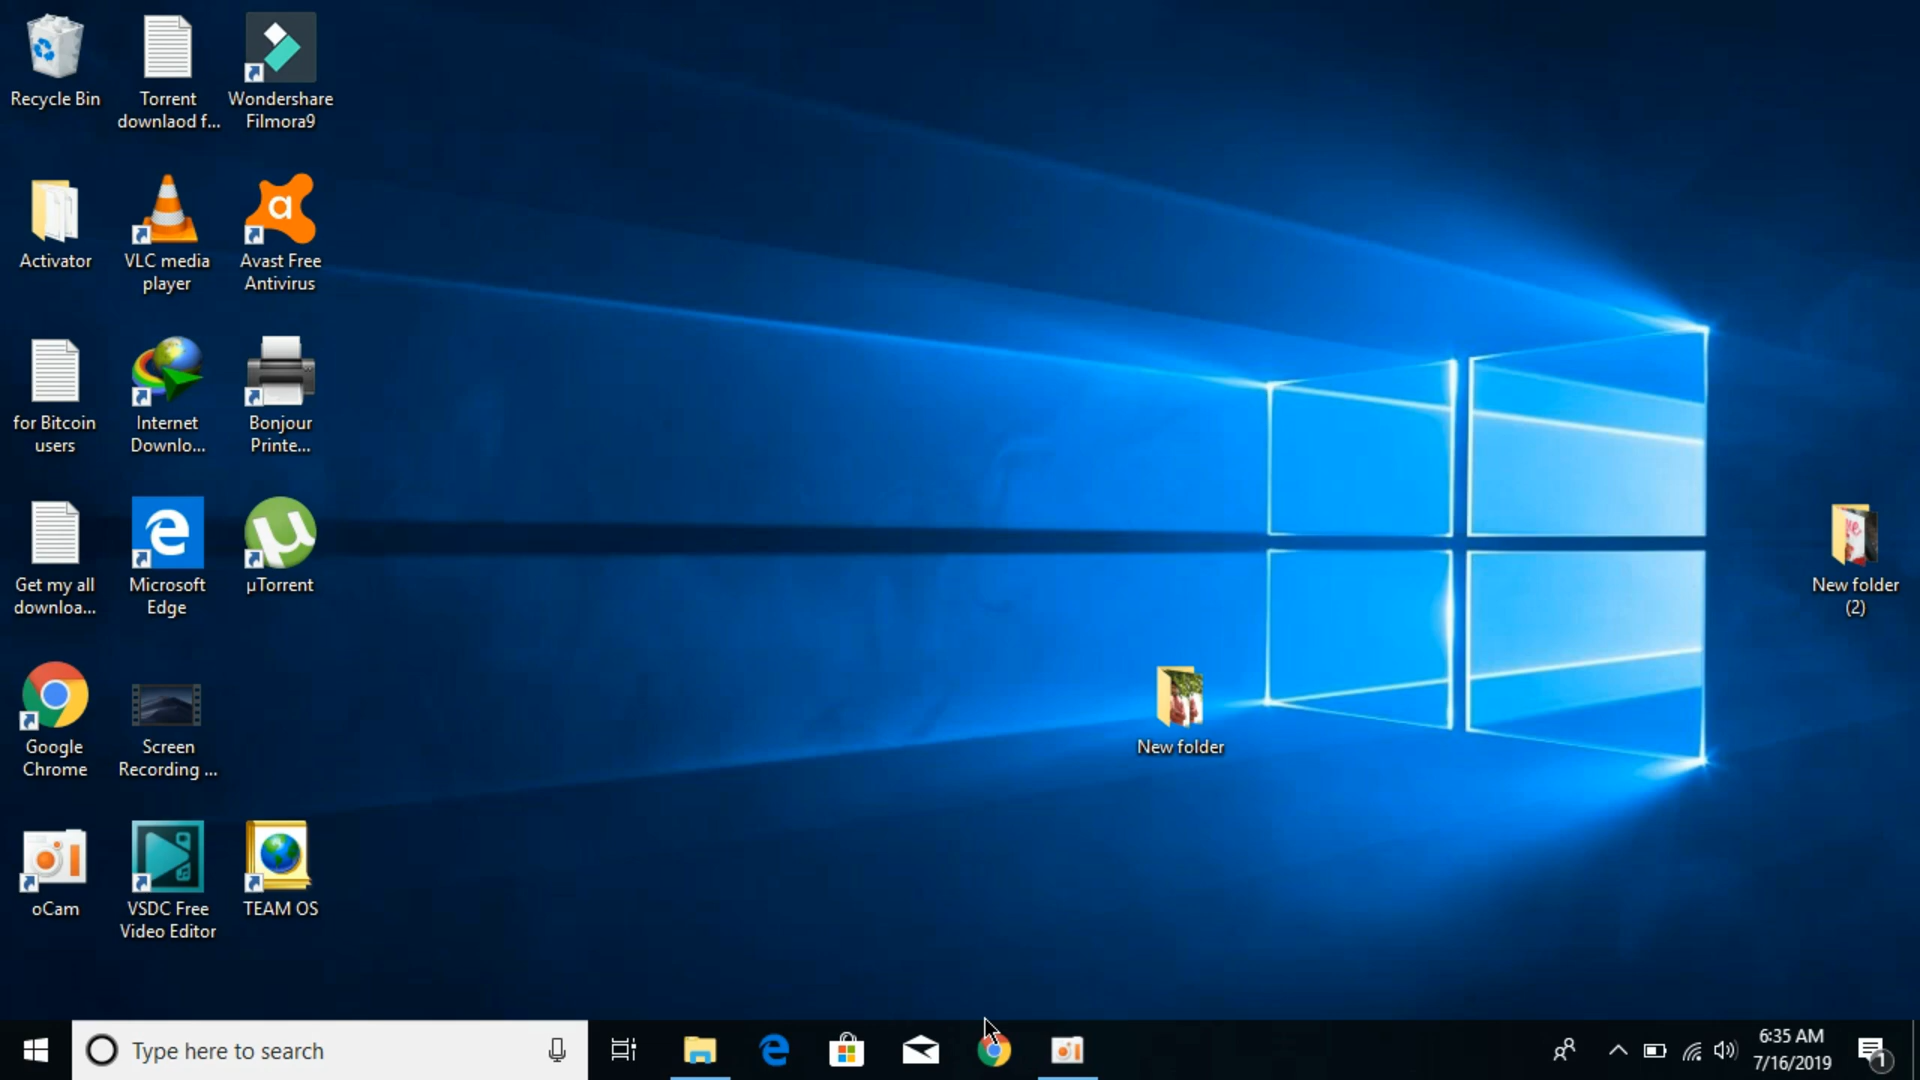 Recycle Bin
Torrent
downlaod f...
Wondershare
Filmora9
Activator
VLC media
player
Avast Free
Antivirus
for Bitcoin
users
Internet
Downlo...
Bonjour
Printe...
Get my all
downloa...
Microsoft
Edge
µTorrent
New folder
(2)
Google
Chrome
Screen
Recording ...
New folder
oCam
VSDC Free
Video Editor
TEAM OS
Type here to search
6:35 AM
7/16/2019
1